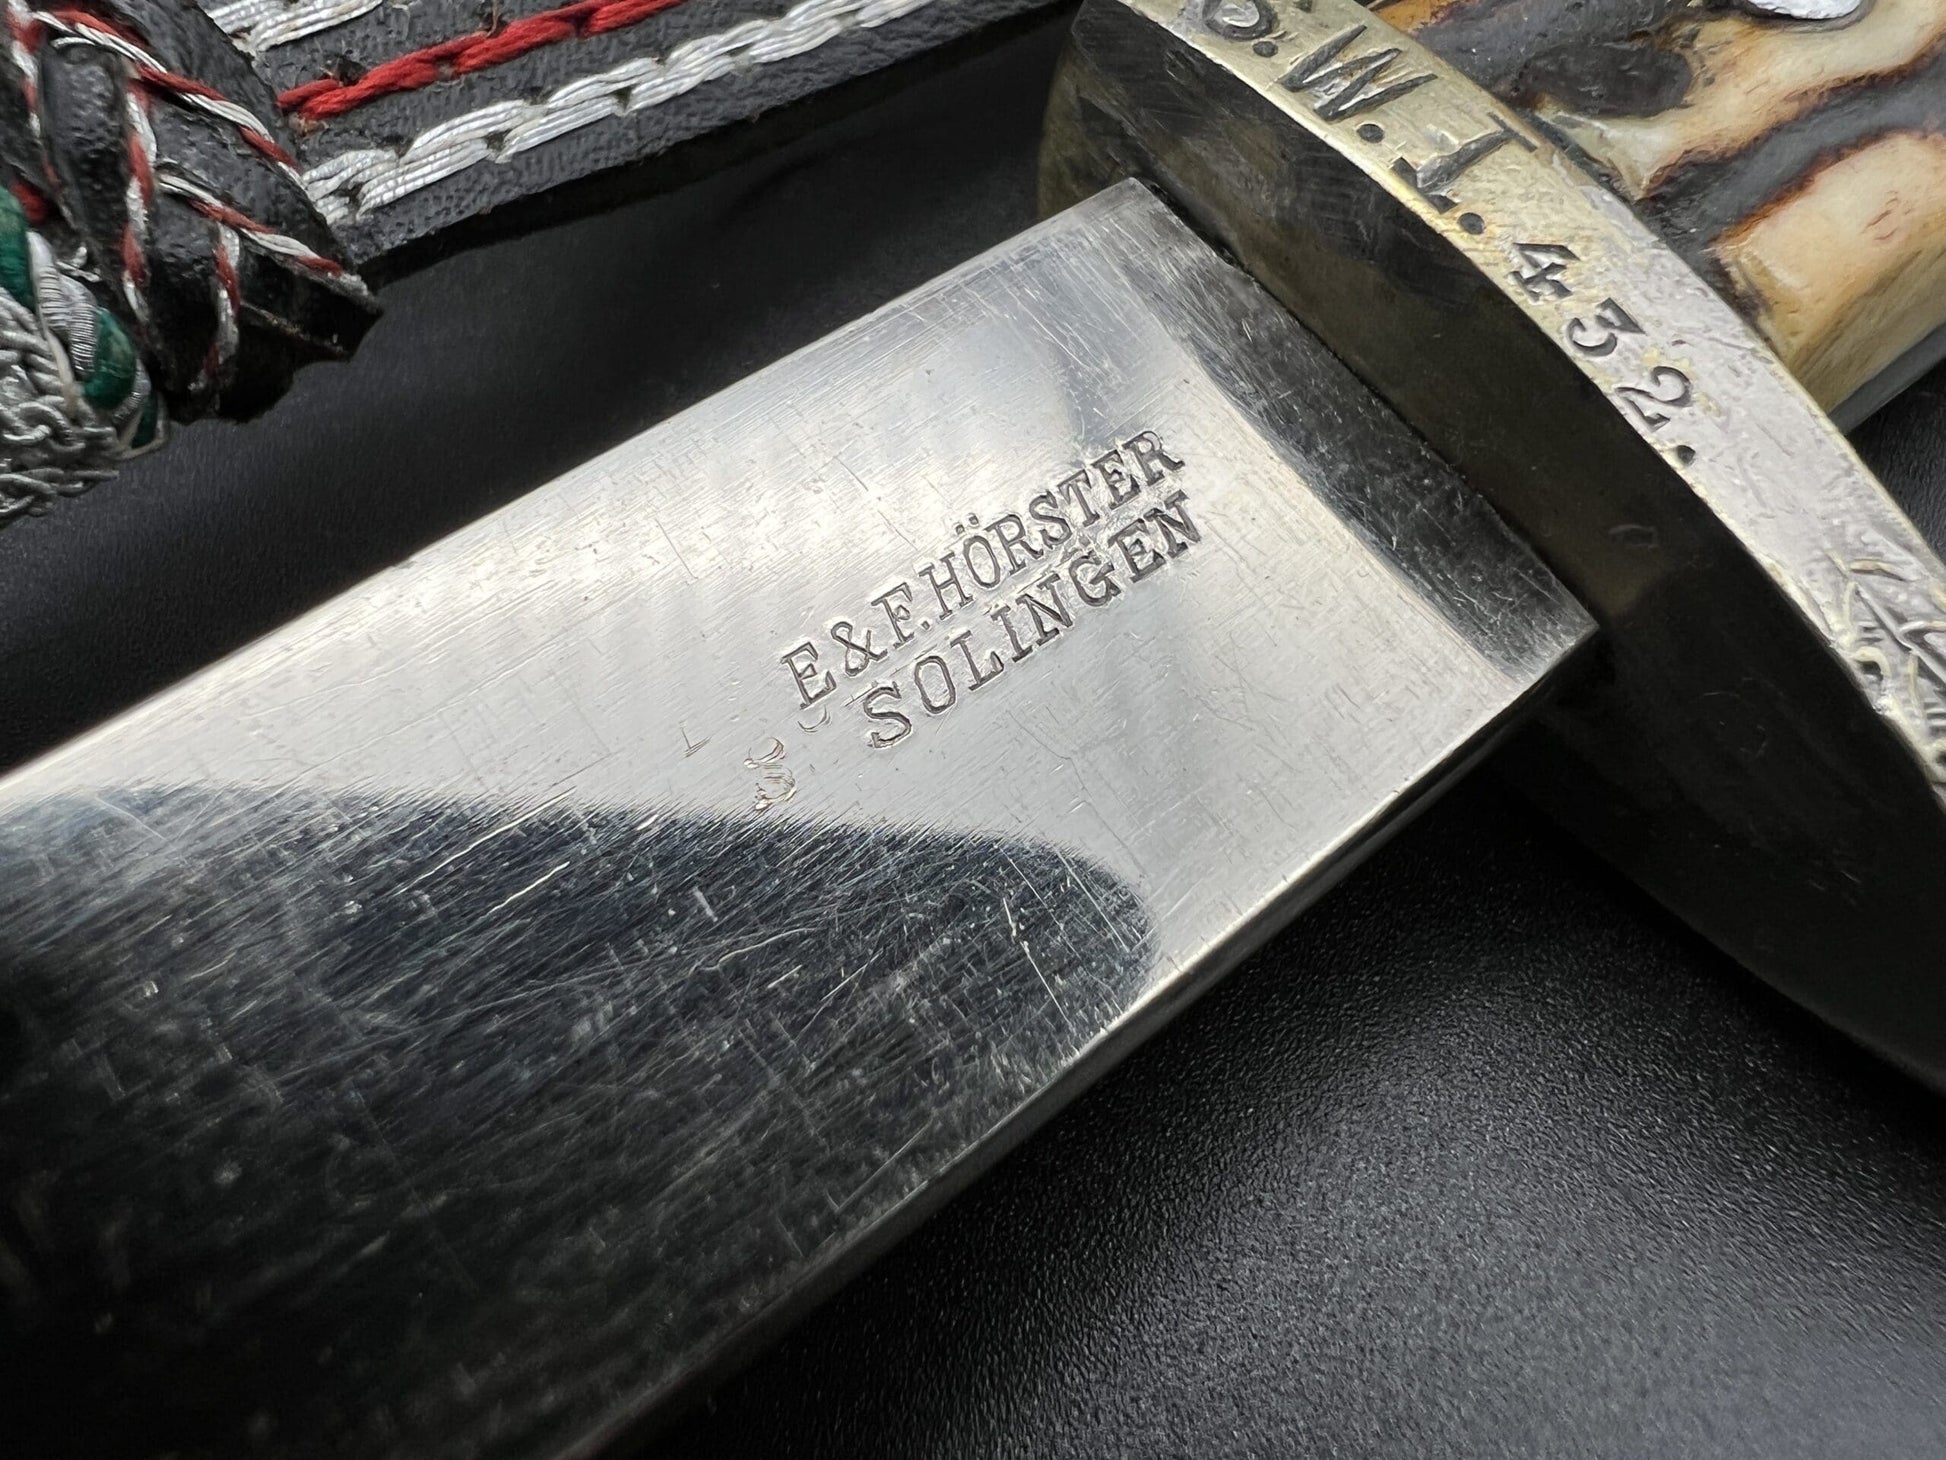 S.W.I.432.
E & F. HÖRSTER
SOLINGEN